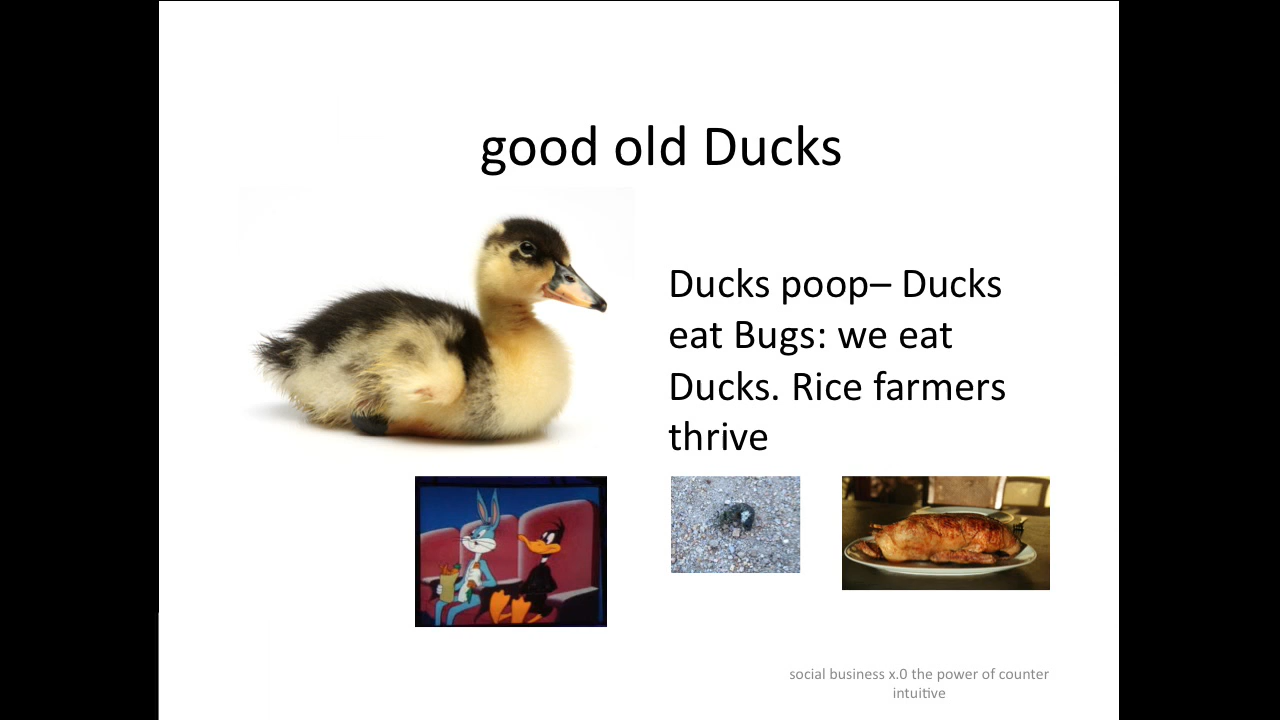 good old Ducks
Ducks poop– Ducks
eat Bugs: we eat
Ducks. Rice farmers
thrive
social business x.0 the power of counter
intuitive